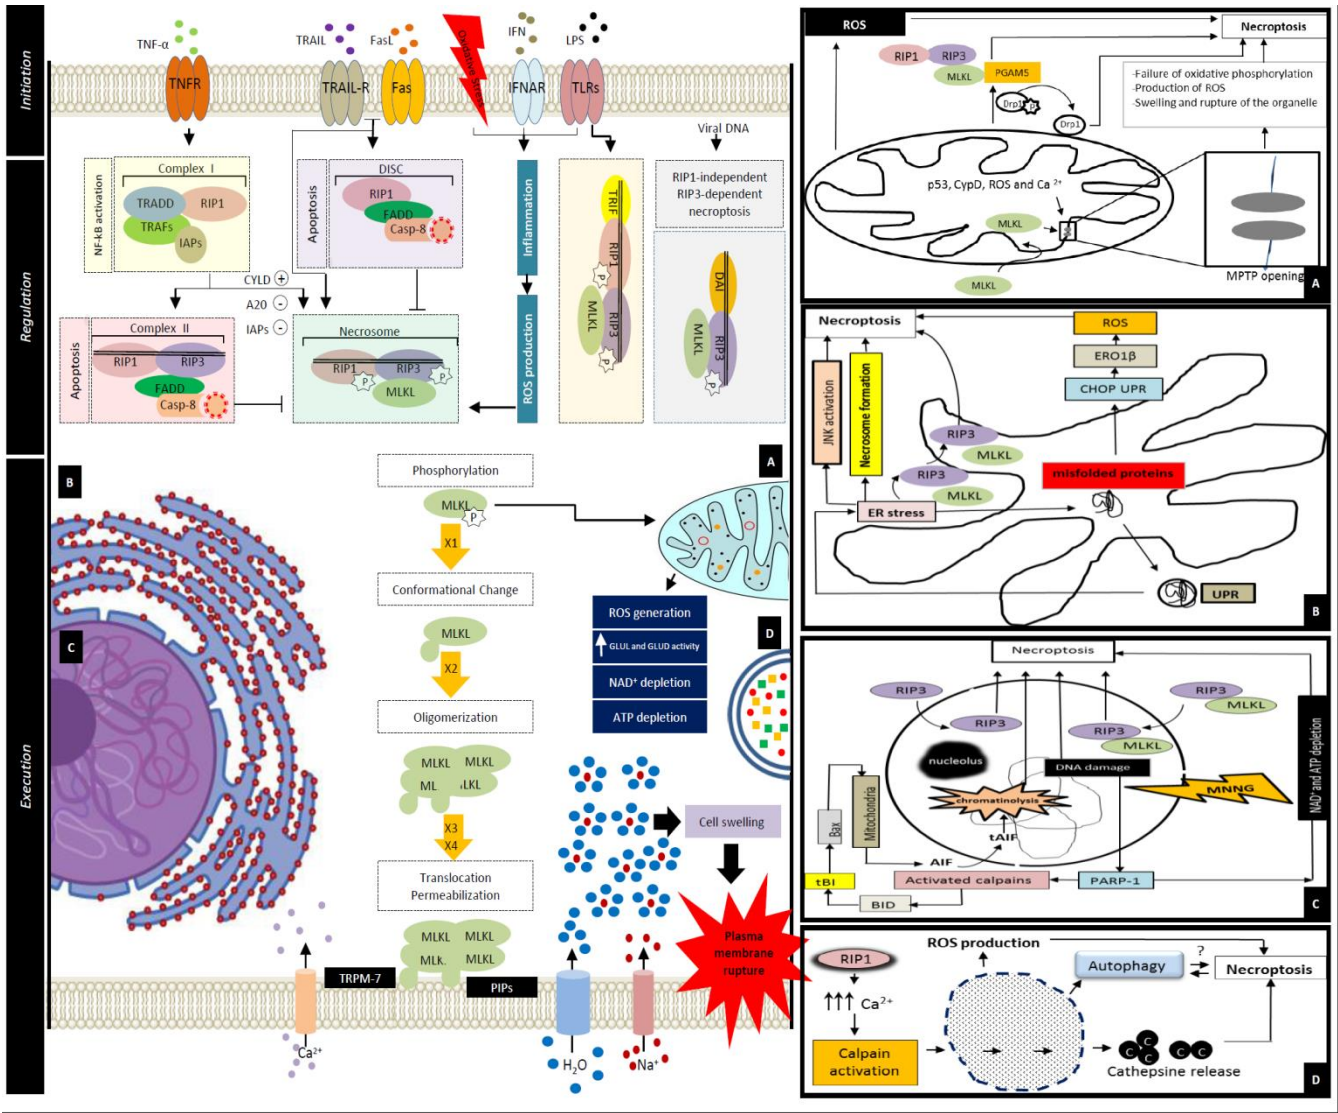 Initiation
Regulation
Execution
TNF-α
TRAIL
FasL
Oxidative Stress
IFN
LPS
TNFR
TRAIL-R
Fas
IFNAR
TLRs
Viral DNA
NF-kB activation
Complex I
TRADD
RIP1
TRAFs
IAPs
Apoptosis
DISC
RIP1
FADD
Casp-8
Inflammation
ROS production
TRIF
RIP1
P
MLKL
RIP3
P
RIP1-independent
RIP3-dependent
necroptosis
DAI
MLKL
RIP3
P
CYLD +
A20 -
IAPs -
Apoptosis
Complex II
RIP1
RIP3
FADD
Casp-8
Necrosome
RIP1
RIP3
P
P
MLKL
A
B
C
D
Phosphorylation
MLKL
P
X1
Conformational Change
MLKL
X2
Oligomerization
MLKL
MLKL
ML
LKL
X3
X4
Translocation
Permeabilization
MLKL
MLKL
MLK
MLKL
TRPM-7
PIPs
ROS generation
GLUL and GLUD activity
NAD⁺ depletion
ATP depletion
Cell swelling
Plasma
membrane
rupture
Ca²⁺
H₂O
Na⁺
ROS
Necroptosis
RIP1
RIP3
MLKL
PGAM5
Drp1
P
Drp1
-Failure of oxidative phosphorylation
-Production of ROS
-Swelling and rupture of the organelle
p53, CypD, ROS and Ca ²⁺
MLKL
MLKL
MPTP opening
A
Necroptosis
ROS
ERO1β
CHOP UPR
JNK activation
Necrosome formation
RIP3
MLKL
RIP3
MLKL
misfolded proteins
ER stress
UPR
B
Necroptosis
RIP3
RIP3
RIP3
MLKL
RIP3
MLKL
nucleolus
DNA damage
MNNG
NAD⁺ and ATP depletion
chromatinolysis
Bax
Mitochondria
tAIF
AIF
tBI
Activated calpains
PARP-1
BID
C
RIP1
ROS production
Autophagy
?
Necroptosis
Ca²⁺
Calpain
activation
C
C
C
C
C
Cathepsine release
D